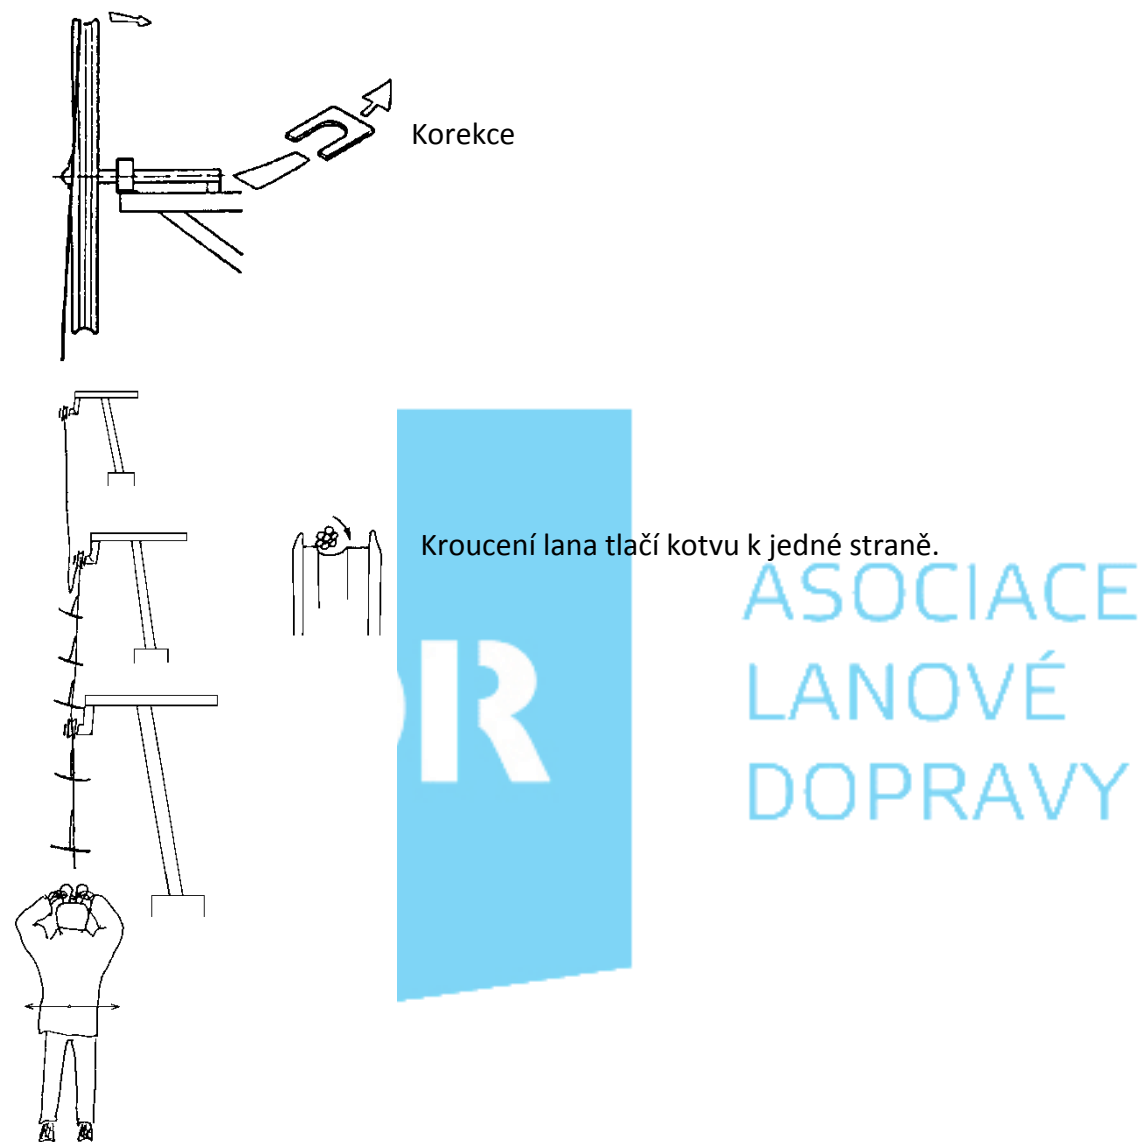 Korekce
Kroucení lana tlačí kotvu k jedné straně.
ASOCIACE
LANOVÉ
DOPRAVY